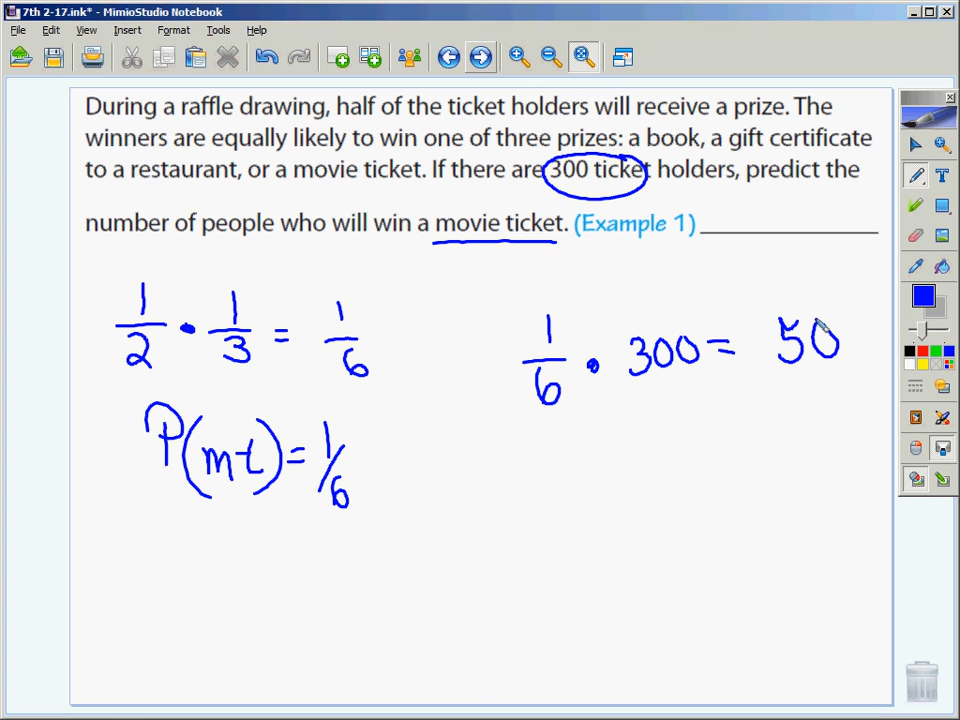 7th 2-17.ink* - MimioStudio Notebook
File Edit View Insert Format Tools Help
During a raffle drawing, half of the ticket holders will receive a prize. The
winners are equally likely to win one of three prizes: a book, a gift certificate
to a restaurant, or a movie ticket. If there are 300 ticket holders, predict the
number of people who will win a movie ticket. (Example 1) ____________
1/2 · 1/3 = 1/6
1/6 · 300 = 50
P(mt) = 1/6